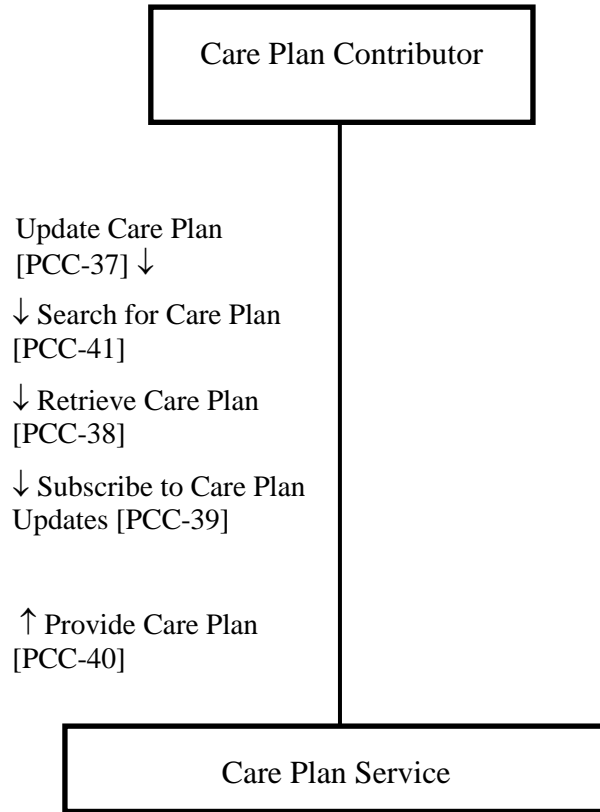 Care Plan Contributor
Update Care Plan
[PCC-37] ↓
↓ Search for Care Plan
[PCC-41]
↓ Retrieve Care Plan
[PCC-38]
↓ Subscribe to Care Plan
Updates [PCC-39]
↑ Provide Care Plan
[PCC-40]
Care Plan Service